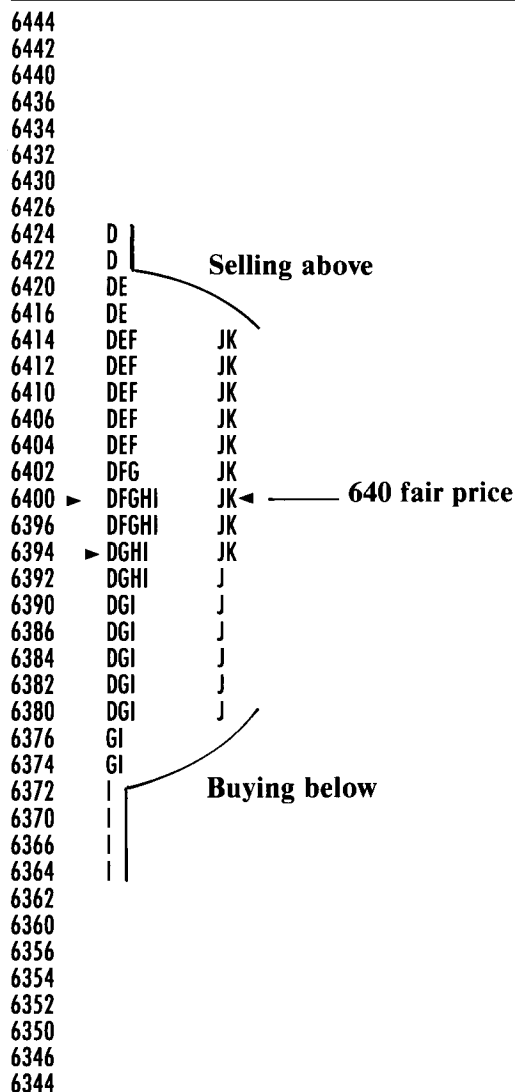 6444
6442
6440
6436
6434
6432
6430
6426
6424 D
6422 D Selling above
6420 DE
6416 DE
6414 DEF JK
6412 DEF JK
6410 DEF JK
6406 DEF JK
6404 DEF JK
6402 DFG JK
6400 ► DFGHI JK◄ 640 fair price
6396 DFGHI JK
6394 ► DGHI JK
6392 DGHI J
6390 DGI J
6386 DGI J
6384 DGI J
6382 DGI J
6380 DGI J
6376 GI
6374 GI
6372 I Buying below
6370 I
6366 I
6364 I
6362
6360
6356
6354
6352
6350
6346
6344